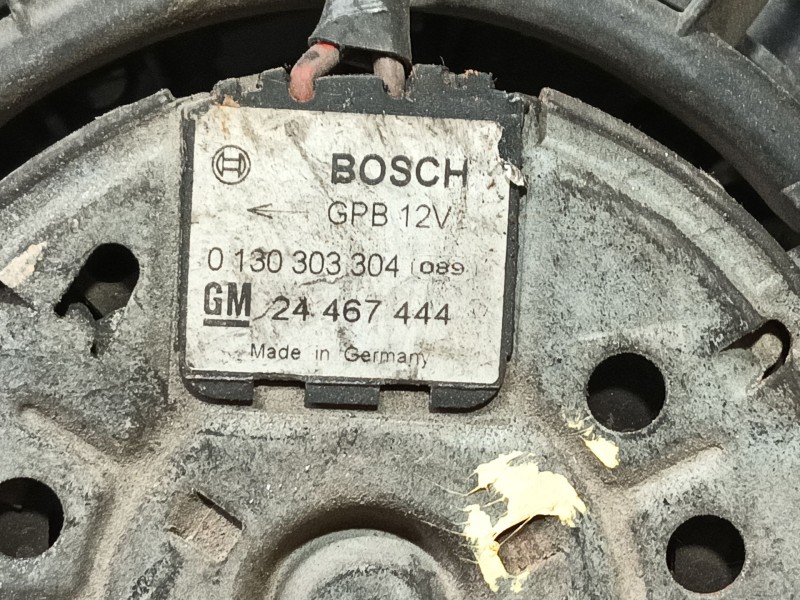 BOSCH
GPB 12V
0 130 303 304 (089)
GM 24 467 444
Made in Germany